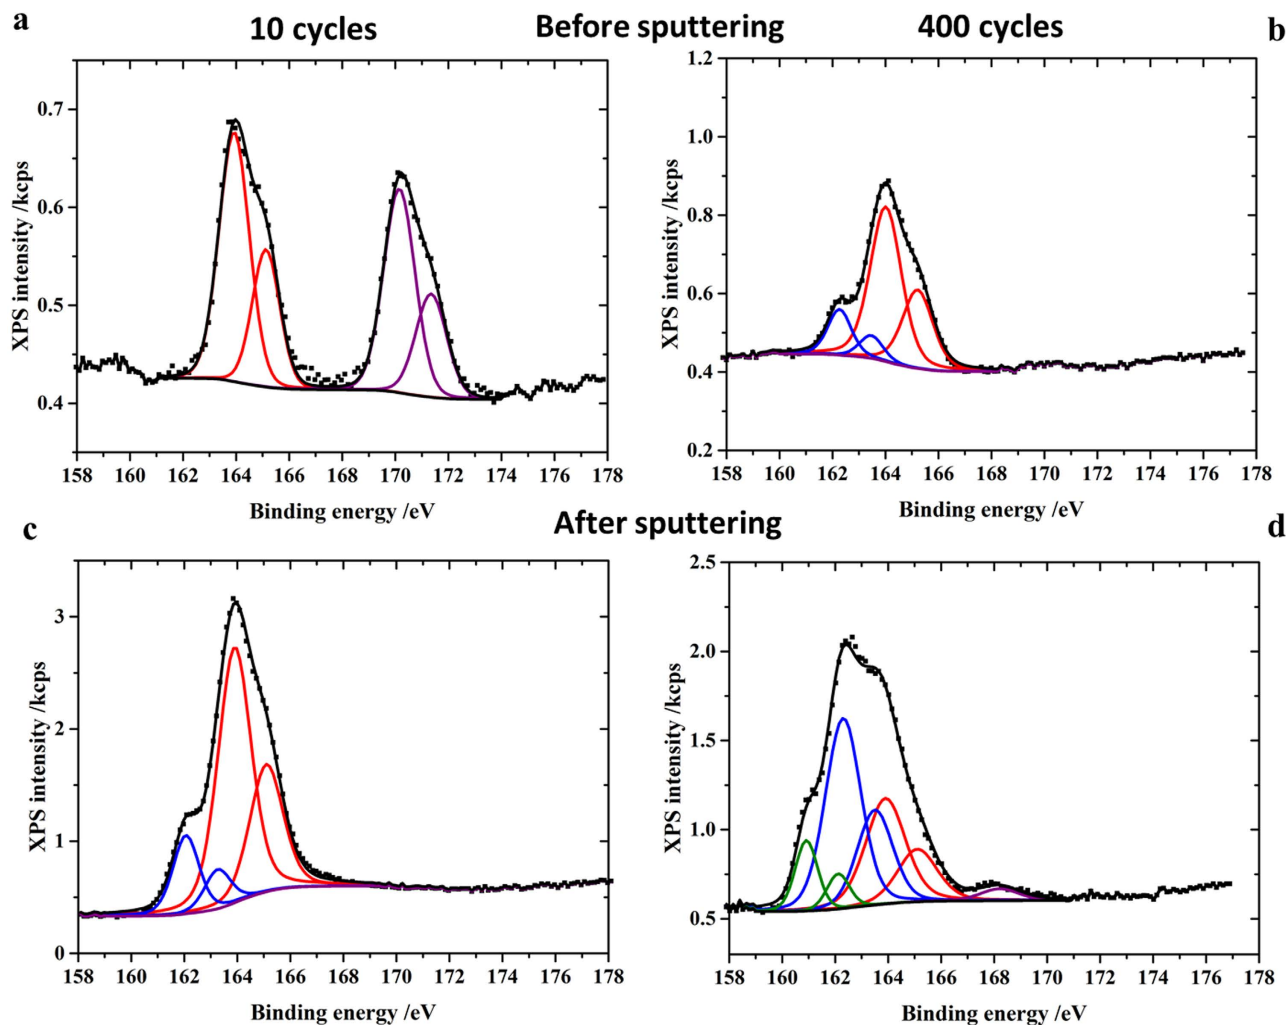 a 10 cycles Before sputtering 400 cycles b
0.7
0.6
0.5
0.4
XPS intensity /kcps
158 160 162 164 166 168 170 172 174 176 178
Binding energy /eV
1.2
1.0
0.8
0.6
0.4
0.2
XPS intensity /kcps
158 160 162 164 166 168 170 172 174 176 178
Binding energy /eV
c After sputtering d
3
2
1
0
XPS intensity /kcps
158 160 162 164 166 168 170 172 174 176 178
Binding energy /eV
2.5
2.0
1.5
1.0
0.5
XPS intensity /kcps
158 160 162 164 166 168 170 172 174 176 178
Binding energy /eV